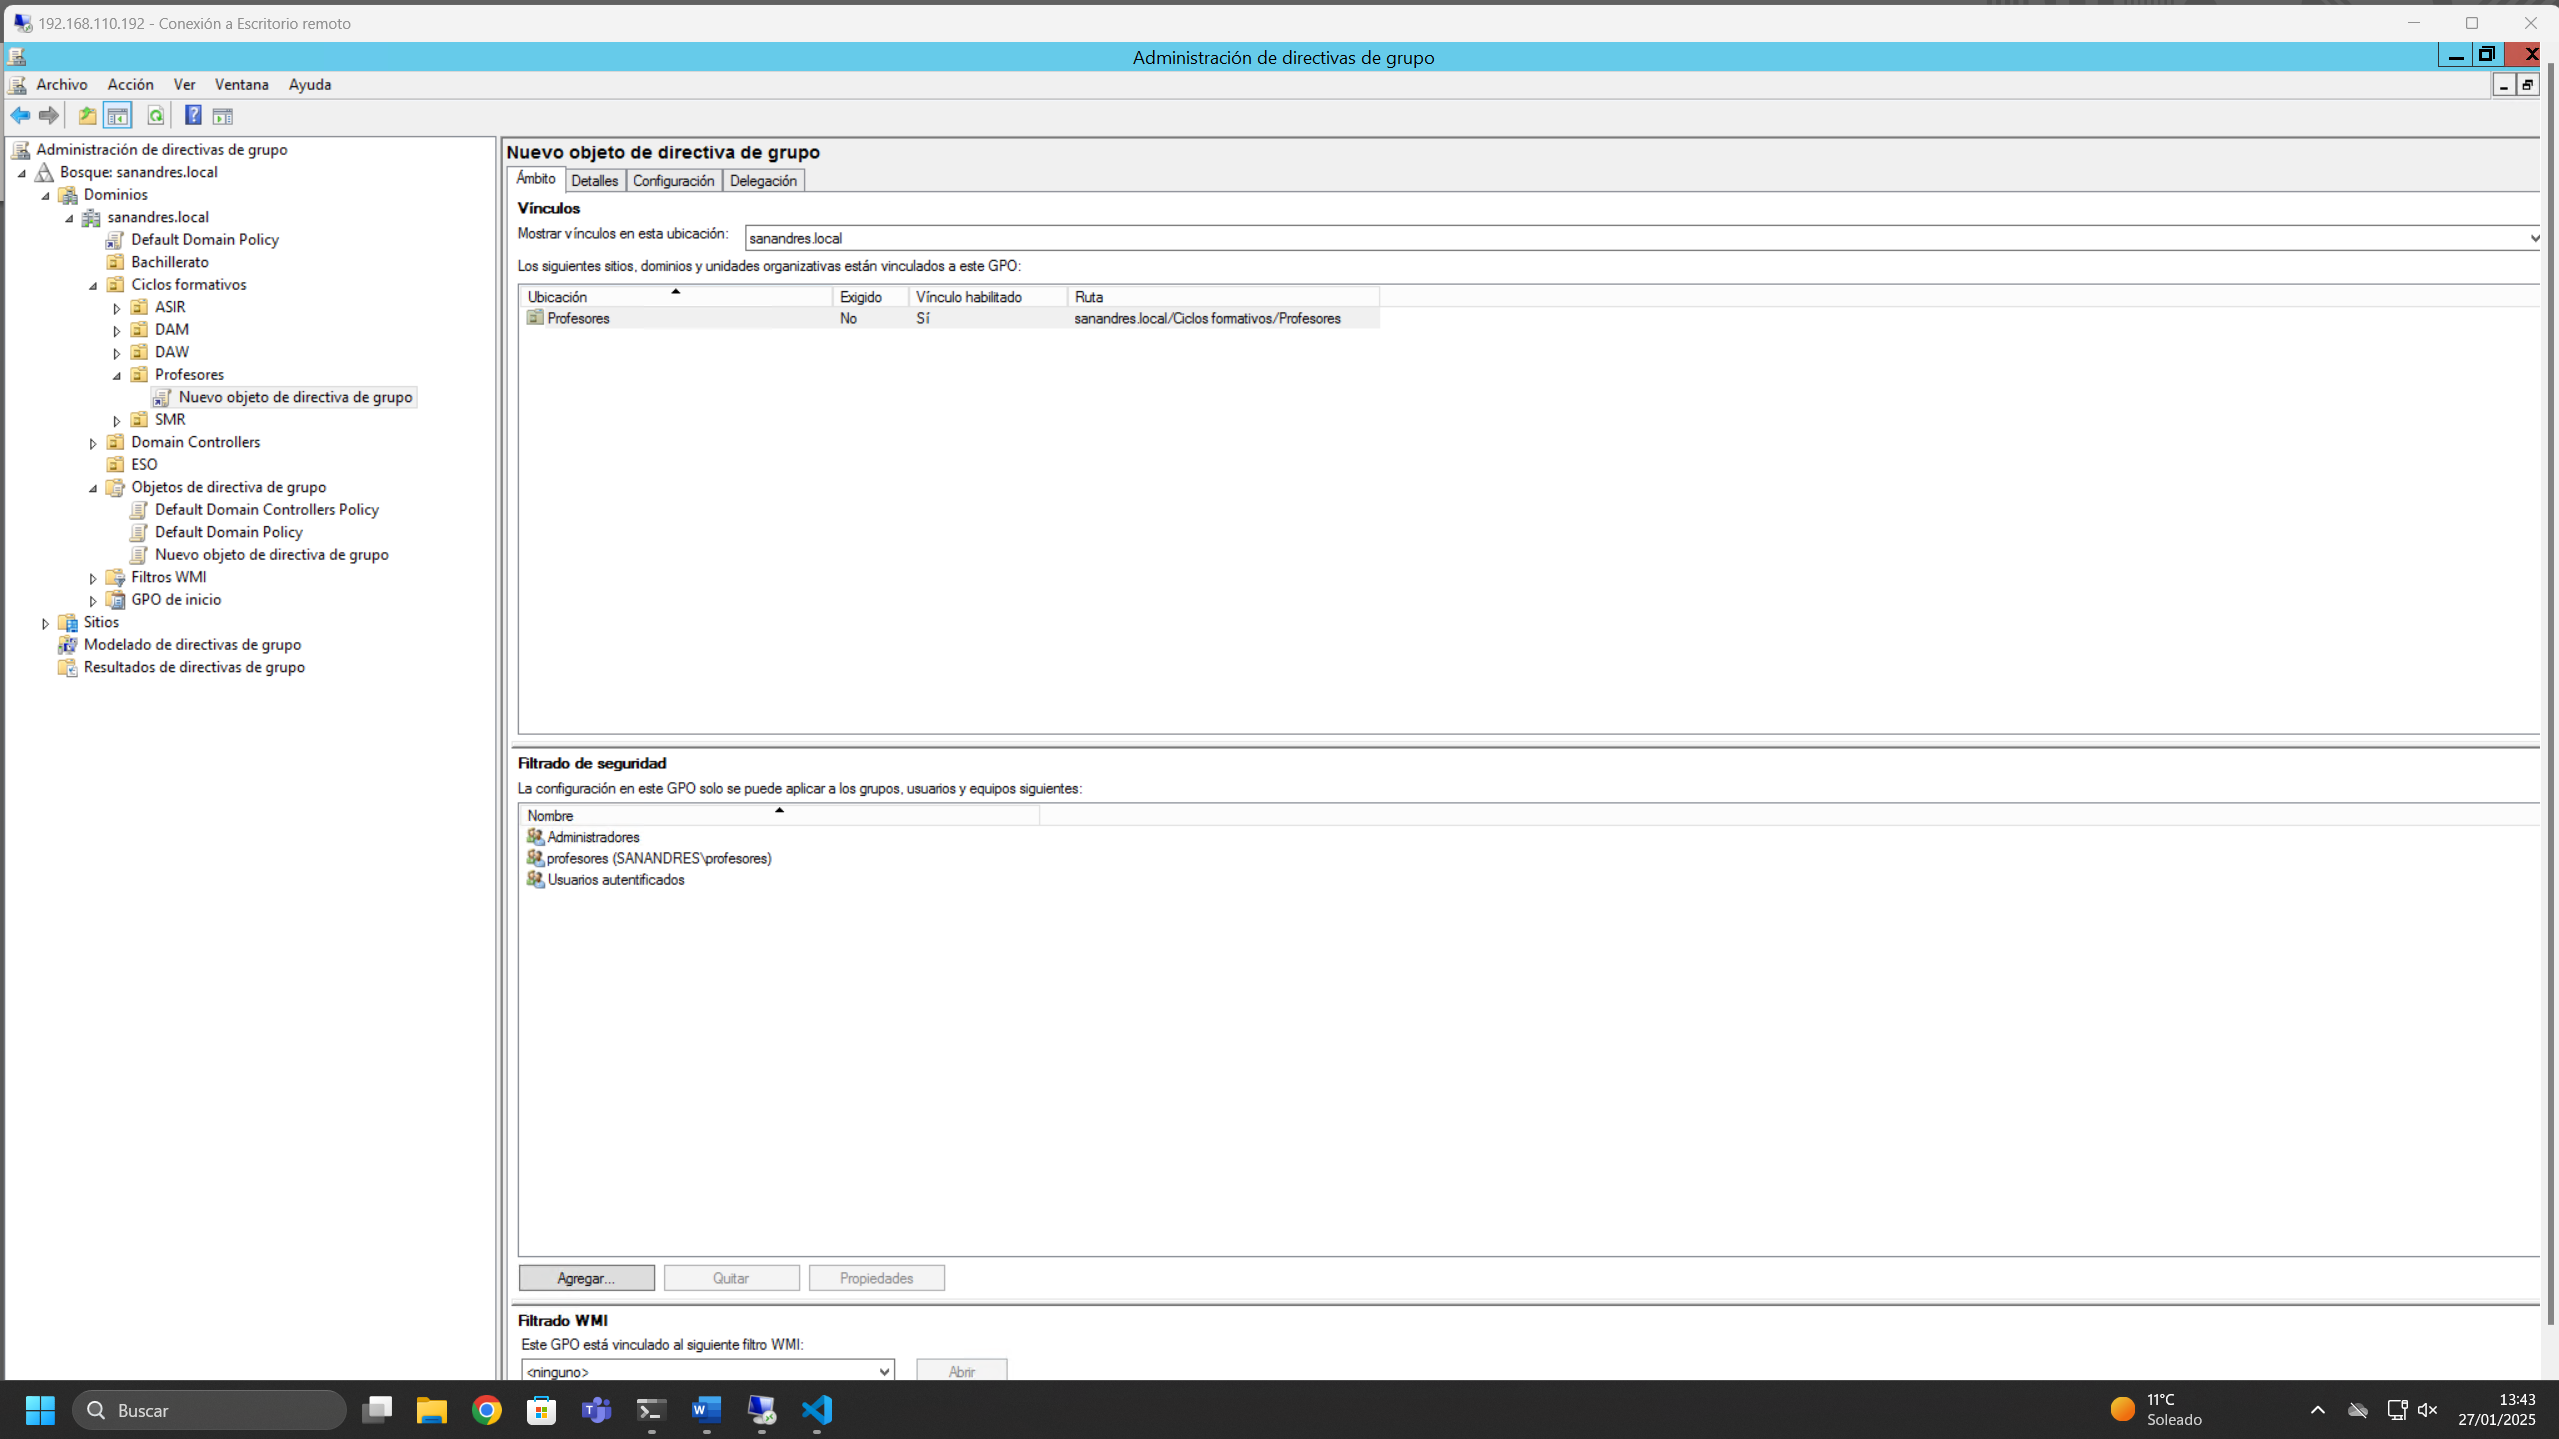 192.168.110.192 - Conexión a Escritorio remoto
Administración de directivas de grupo
Archivo Acción Ver Ventana Ayuda
Administración de directivas de grupo
Bosque: sanandres.local
Dominios
sanandres.local
Default Domain Policy
Bachillerato
Ciclos formativos
ASIR
DAM
DAW
Profesores
Nuevo objeto de directiva de grupo
SMR
Domain Controllers
ESO
Objetos de directiva de grupo
Default Domain Controllers Policy
Default Domain Policy
Nuevo objeto de directiva de grupo
Filtros WMI
GPO de inicio
Sitios
Modelado de directivas de grupo
Resultados de directivas de grupo
Nuevo objeto de directiva de grupo
Ámbito Detalles Configuración Delegación
Vínculos
Mostrar vínculos en esta ubicación: sanandres.local
Los siguientes sitios, dominios y unidades organizativas están vinculados a este GPO:
Ubicación Exigido Vínculo habilitado Ruta
Profesores No Sí sanandres.local/Ciclos formativos/Profesores
Filtrado de seguridad
La configuración en este GPO solo se puede aplicar a los grupos, usuarios y equipos siguientes:
Nombre
Administradores
profesores (SANANDRES\profesores)
Usuarios autentificados
Agregar... Quitar Propiedades
Filtrado WMI
Este GPO está vinculado al siguiente filtro WMI:
<ninguno> Abrir
Buscar
11°C
Soleado
13:43
27/01/2025